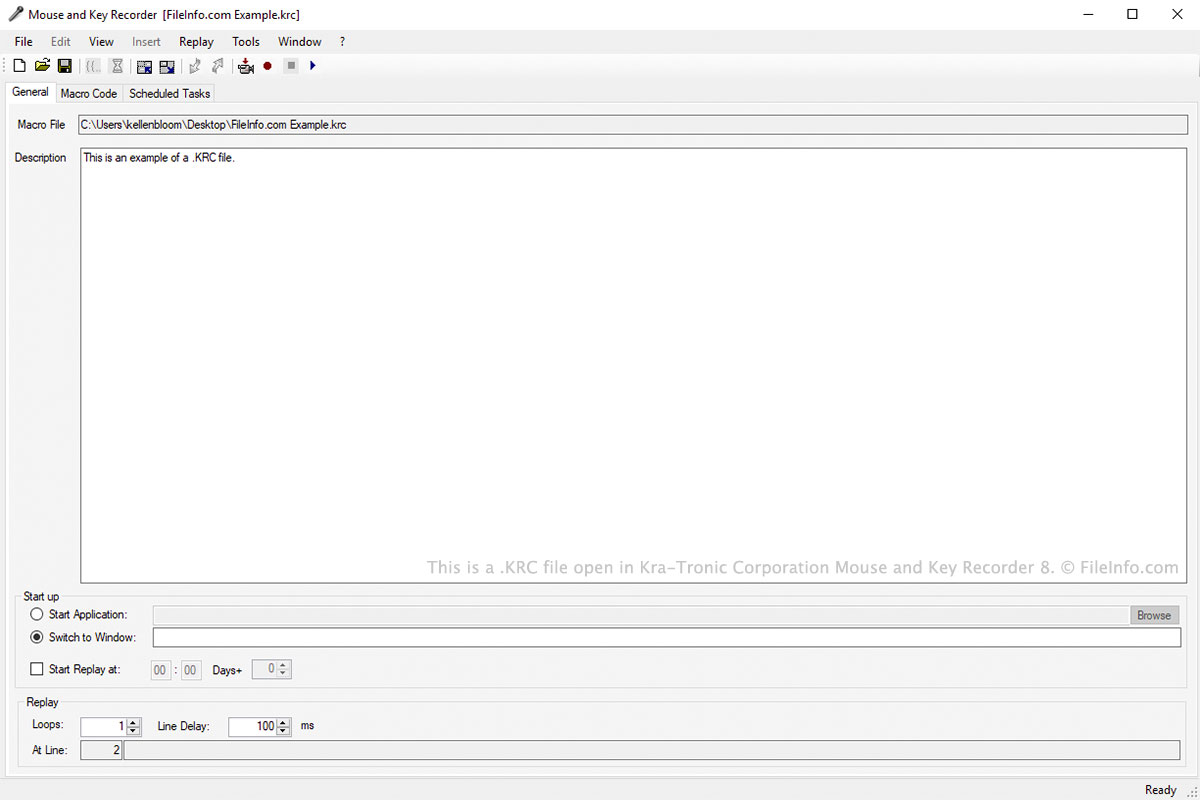 Mouse and Key Recorder [FileInfo.com Example.krc]
File Edit View Insert Replay Tools Window ?
General Macro Code Scheduled Tasks
Macro File C:\Users\kellenbloom\Desktop\FileInfo.com Example.krc
Description This is an example of a .KRC file.
This is a .KRC file open in Kra-Tronic Corporation Mouse and Key Recorder 8. © FileInfo.com
Start up
Start Application: Browse
Switch to Window:
Start Replay at: 00 : 00 Days+ 0
Replay
Loops: 1 Line Delay: 100 ms
At Line: 2
Ready